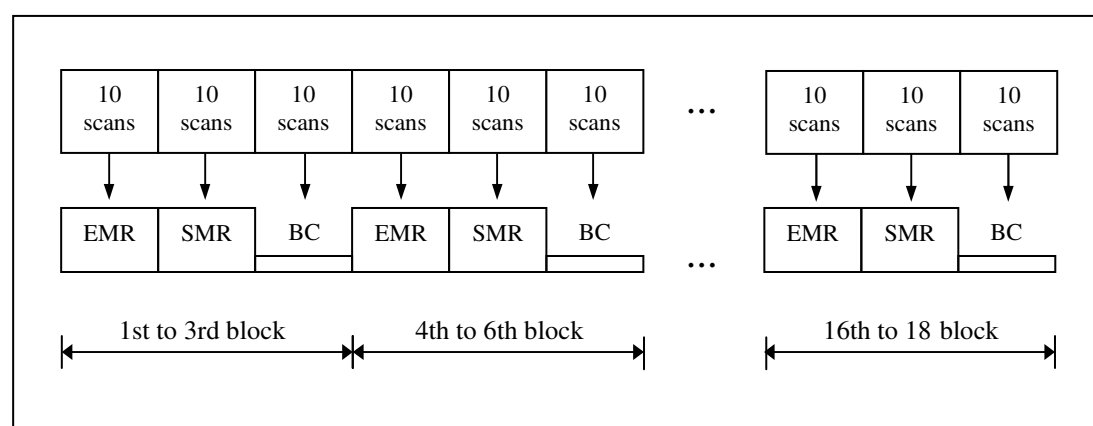 10 scans
10 scans
10 scans
10 scans
10 scans
10 scans
...
10 scans
10 scans
10 scans
EMR
SMR
BC
EMR
SMR
BC
...
EMR
SMR
BC
1st to 3rd block
4th to 6th block
16th to 18 block